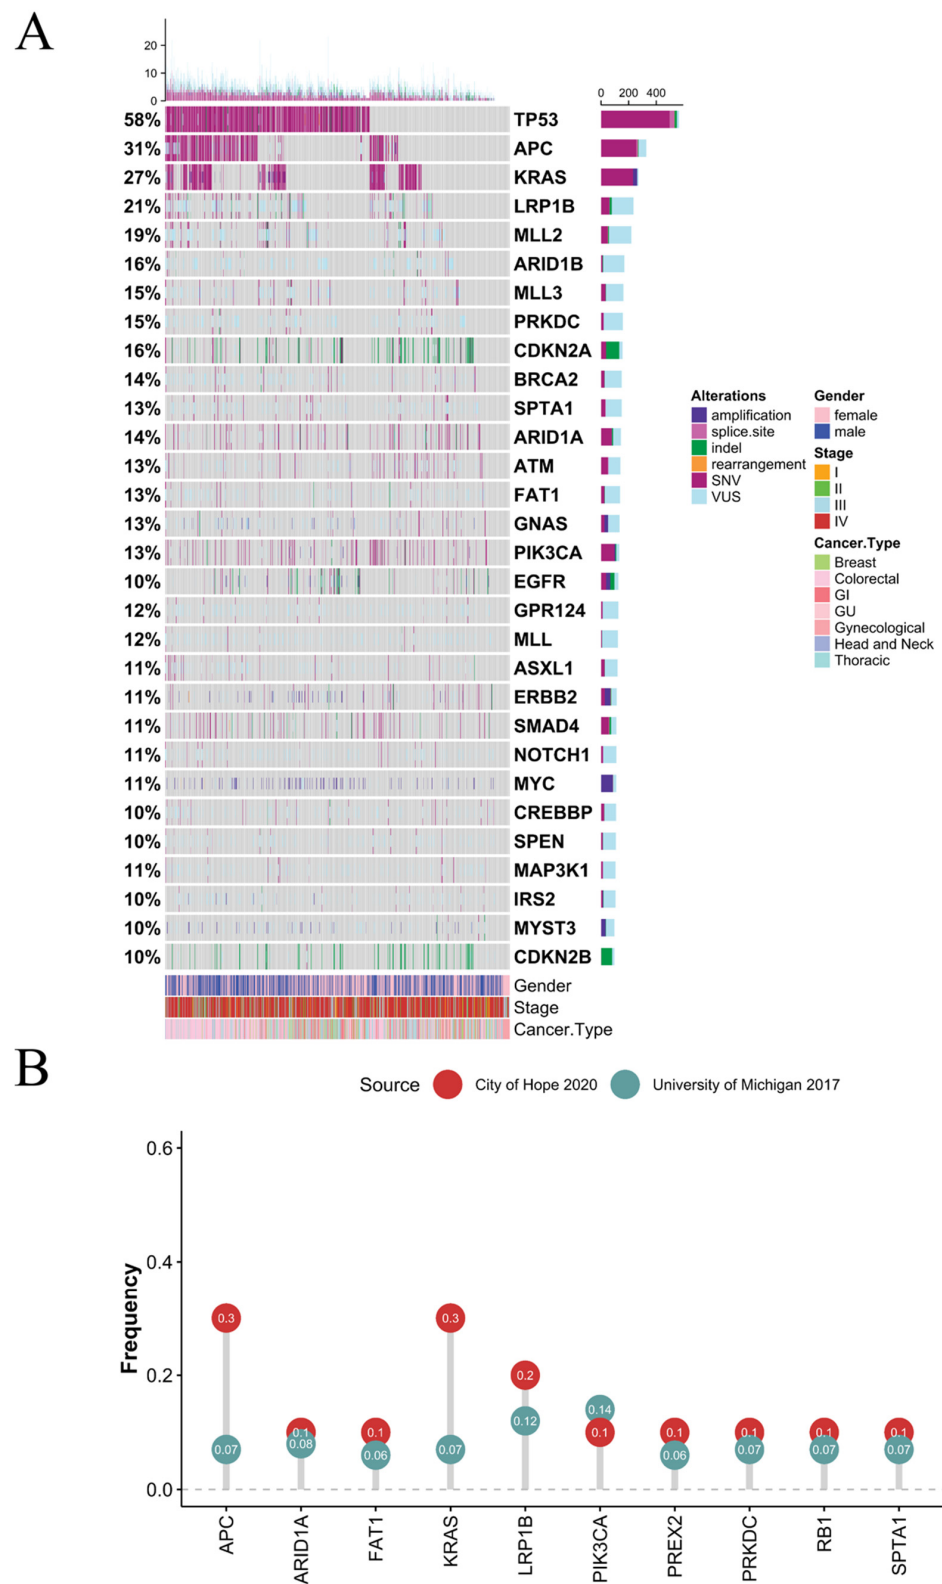 A
20
10
0
0 200 400
58% TP53
31% APC
27% KRAS
21% LRP1B
19% MLL2
16% ARID1B
15% MLL3
15% PRKDC
16% CDKN2A
14% BRCA2
13% SPTA1
14% ARID1A
13% ATM
13% FAT1
13% GNAS
13% PIK3CA
10% EGFR
12% GPR124
12% MLL
11% ASXL1
11% ERBB2
11% SMAD4
11% NOTCH1
11% MYC
10% CREBBP
10% SPEN
11% MAP3K1
10% IRS2
10% MYST3
10% CDKN2B
Gender
Stage
Cancer.Type
Alterations
amplification
splice.site
indel
rearrangement
SNV
VUS
Gender
female
male
Stage
I
II
III
IV
Cancer.Type
Breast
Colorectal
GI
GU
Gynecological
Head and Neck
Thoracic
B
Source City of Hope 2020 University of Michigan 2017
Frequency
0.6
0.4
0.2
0.0
0.3 0.3
0.2
0.14
0.12
0.1 0.1 0.1 0.1 0.1 0.1 0.1
0.07 0.08 0.06 0.07 0.06 0.07 0.07 0.07
APC ARID1A FAT1 KRAS LRP1B PIK3CA PREX2 PRKDC RB1 SPTA1